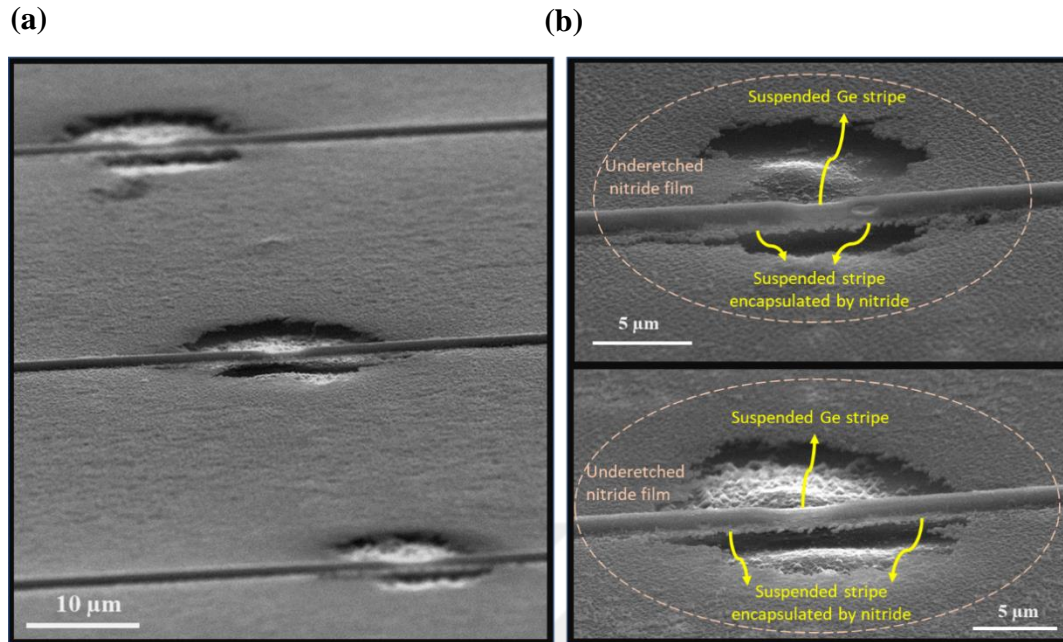 (a)
(b)
10 µm
Suspended Ge stripe
Underetched
nitride film
Suspended stripe
encapsulated by nitride
5 µm
Suspended Ge stripe
Underetched
nitride film
Suspended stripe
encapsulated by nitride
5 µm